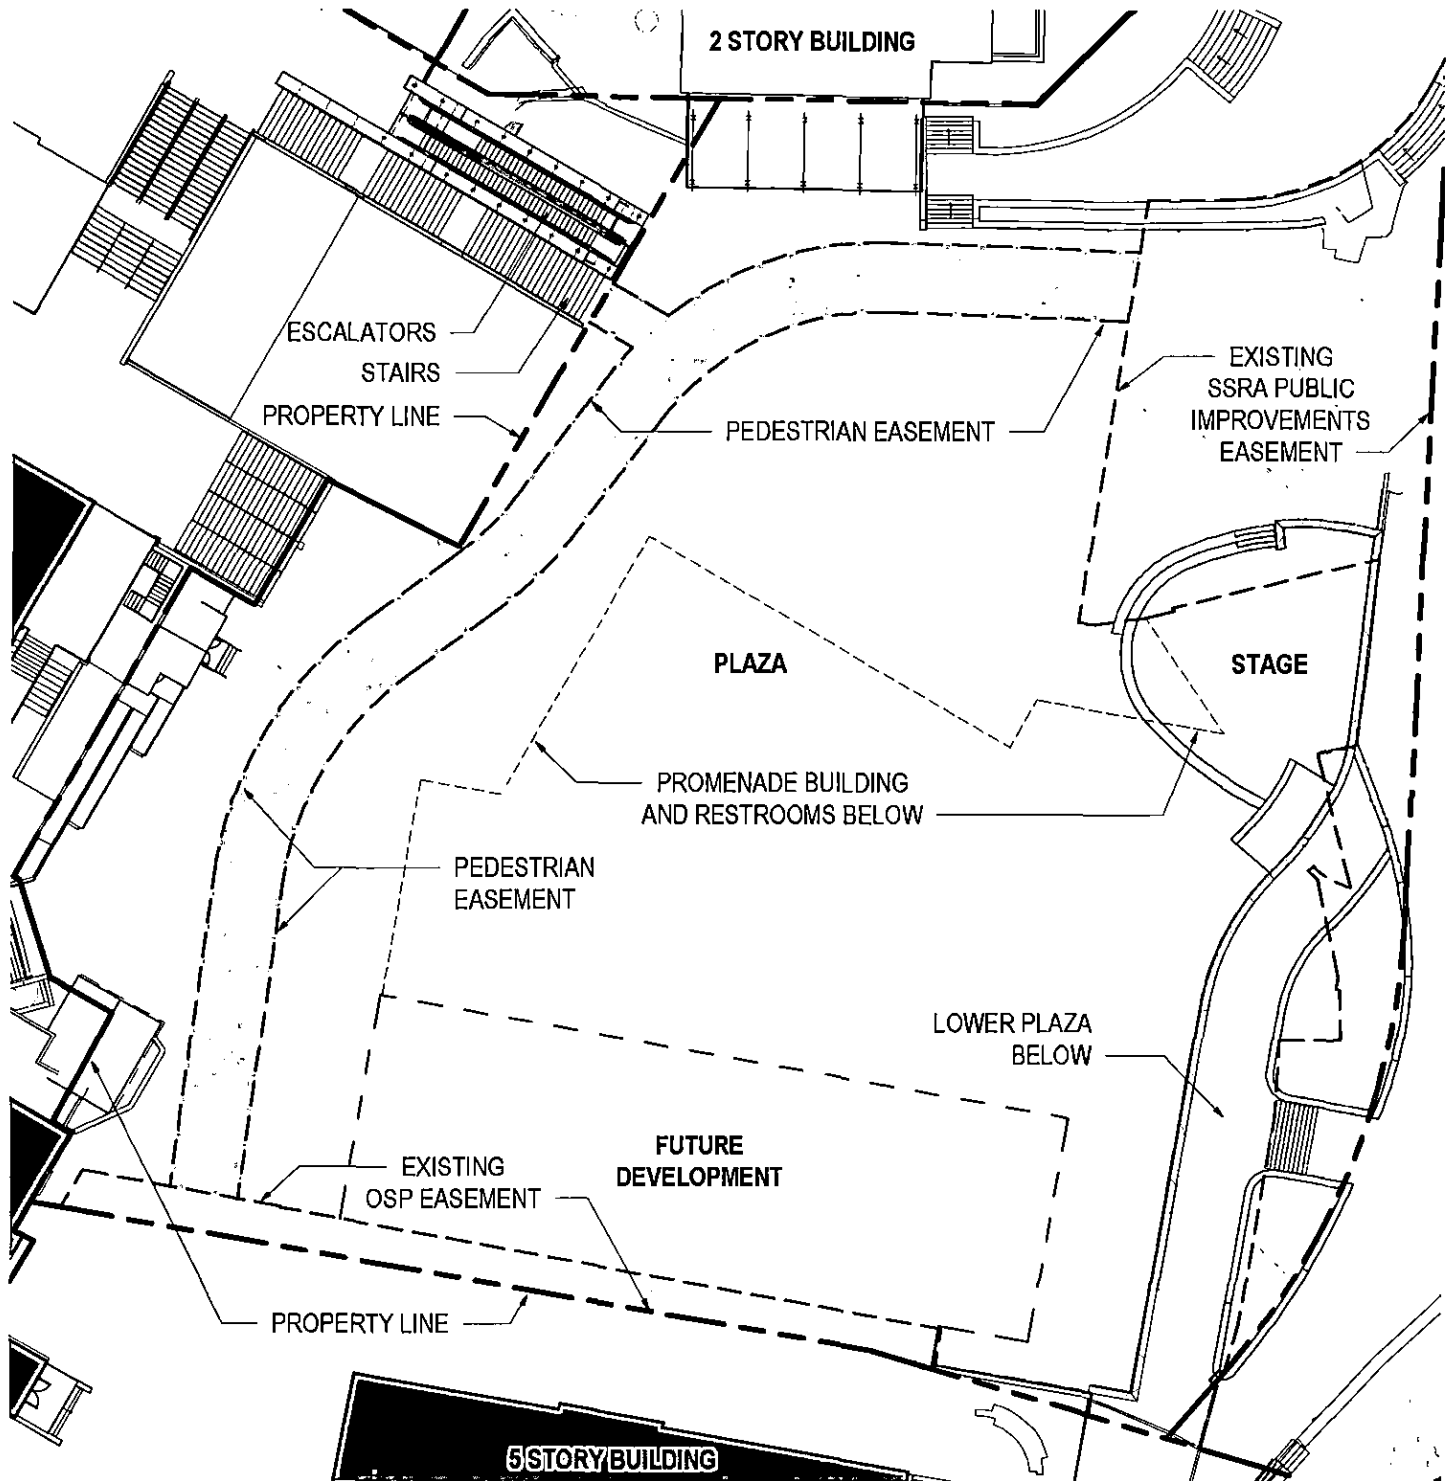 2 STORY BUILDING
ESCALATORS
STAIRS
PROPERTY LINE
PEDESTRIAN EASEMENT
EXISTING
SSRA PUBLIC
IMPROVEMENTS
EASEMENT
PLAZA
STAGE
PROMENADE BUILDING
AND RESTROOMS BELOW
PEDESTRIAN
EASEMENT
LOWER PLAZA
BELOW
FUTURE
DEVELOPMENT
EXISTING
OSP EASEMENT
PROPERTY LINE
5 STORY BUILDING